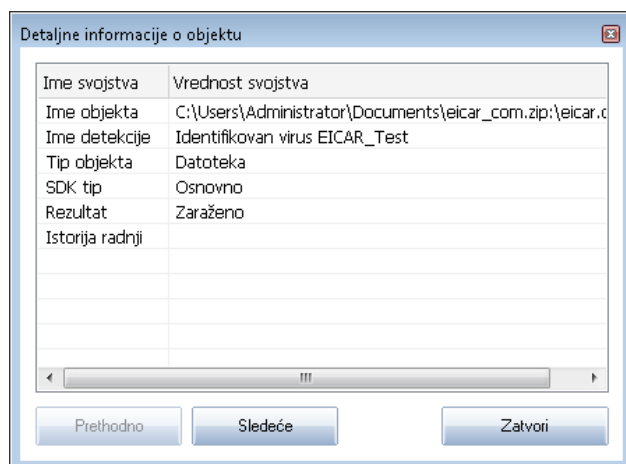 Detaljne informacije o objektu
Ime svojstva Vrednost svojstva
Ime objekta C:\Users\Administrator\Documents\eicar_com.zip:\eicar.c
Ime detekcije Identifikovan virus EICAR_Test
Tip objekta Datoteka
SDK tip Osnovno
Rezultat Zaraženo
Istorija radnji
Prethodno Sledeće Zatvori